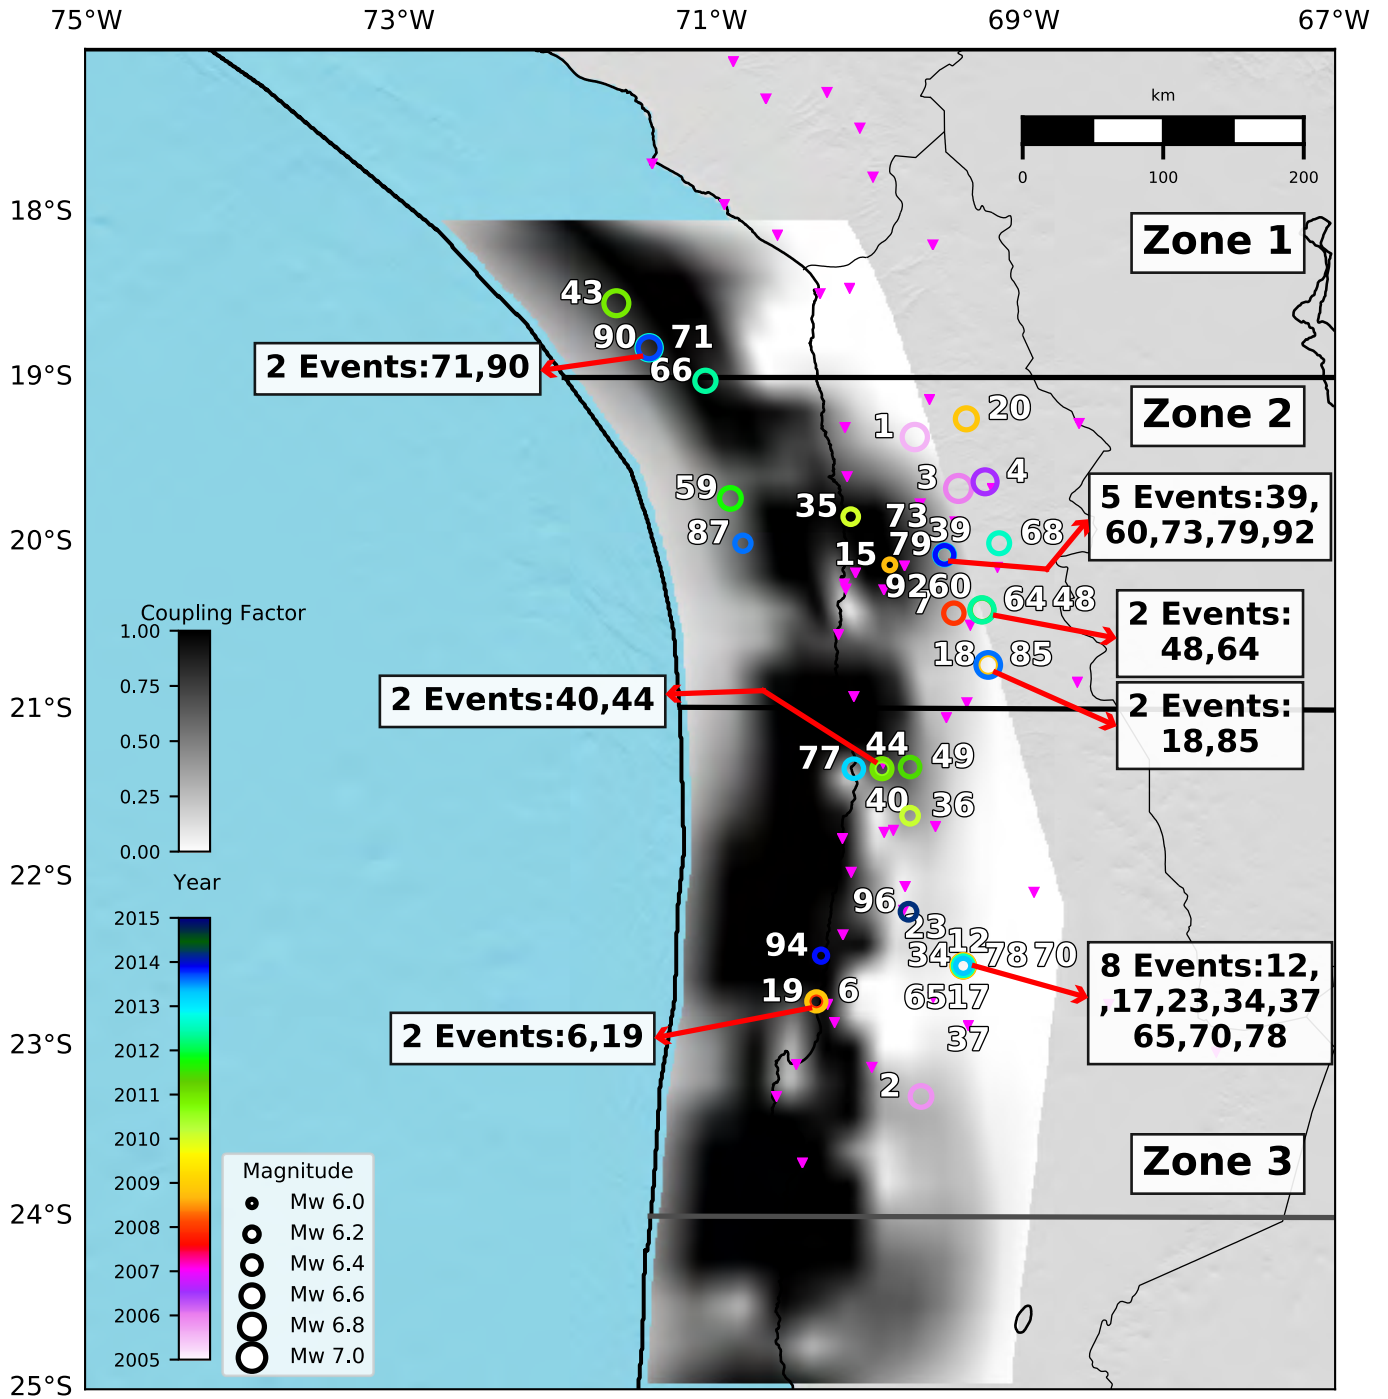 75°W 73°W 71°W 69°W 67°W
km
0 100 200
18°S
Zone 1
43
90 71
2 Events:71,90
66
19°S
Zone 2
20
1
3 4
59
35
5 Events:39,
60,73,79,92
73
39
87
79
68
20°S
15
92 60
7
64 48
2 Events:
48,64
18 85
2 Events:
18,85
Coupling Factor
1.00
0.75
0.50
0.25
0.00
2 Events:40,44
21°S
44
77
49
40
36
22°S
Year
2015
2014
2013
2012
2011
2010
2009
2008
2007
2006
2005
96
23
12
94
34
78 70
8 Events:12,
,17,23,34,37
65,70,78
19 6
65 17
37
2 Events:6,19
23°S
2
Zone 3
24°S
Magnitude
Mw 6.0
Mw 6.2
Mw 6.4
Mw 6.6
Mw 6.8
Mw 7.0
25°S